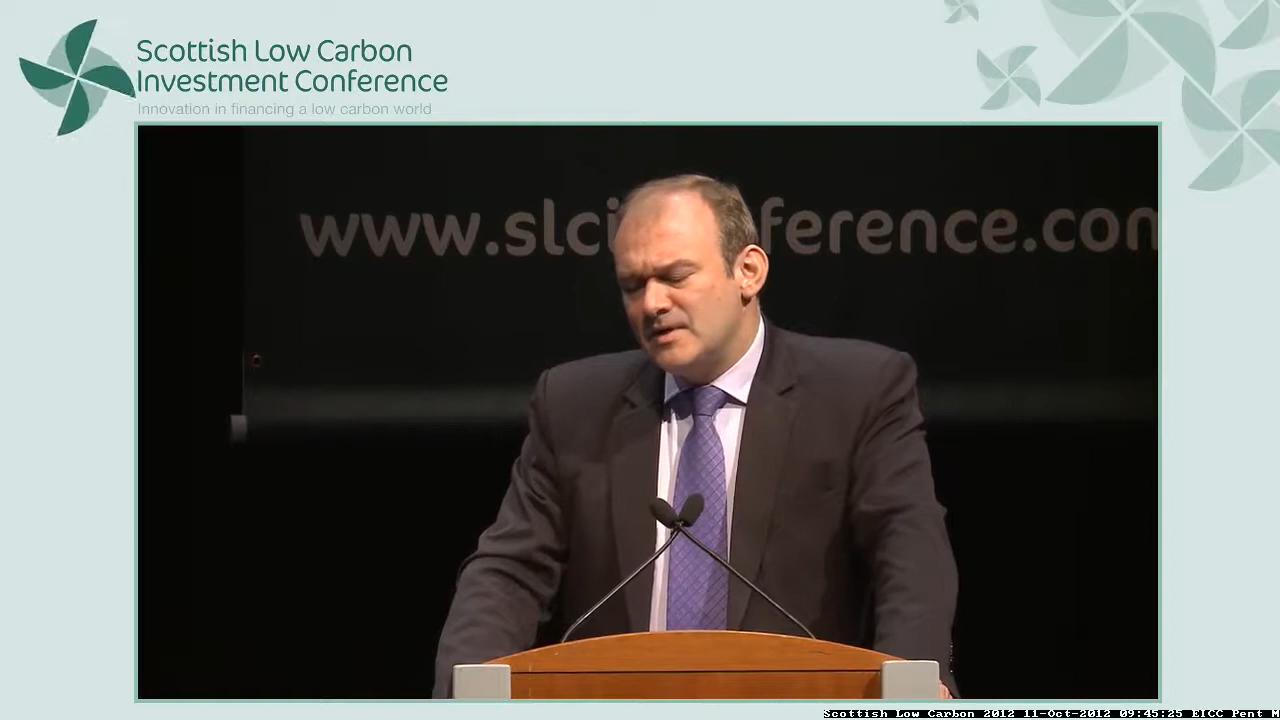 Scottish Low Carbon
Investment Conference
Innovation in financing a low carbon world
www.slci ference.com
Scottish Low Carbon 2012 11-Oct-2012 09:45:25 EICC Pent